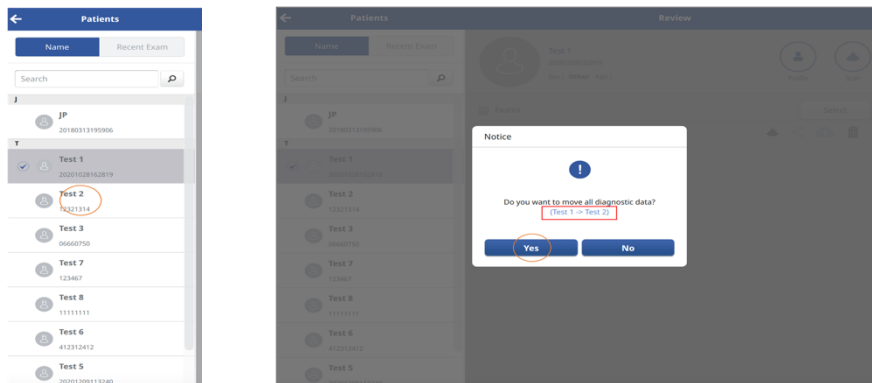 Patients
Name
Recent Exam
Search
J
JP
20180313195906
T
Test 1
20201028162819
Test 2
12321314
Test 3
06660750
Test 7
123467
Test 8
11111111
Test 6
412312412
Test 5
20201209113240
Patients
Review
Name
Recent Exam
Search
J
JP
20180313195906
T
Test 1
20201028162819
Test 2
12321314
Test 3
06660750
Test 7
123467
Test 8
11111111
Test 6
412312412
Test 5
Test 1
Profile
Select
Notice
Do you want to move all diagnostic data?
(Test 1 -> Test 2)
Yes
No